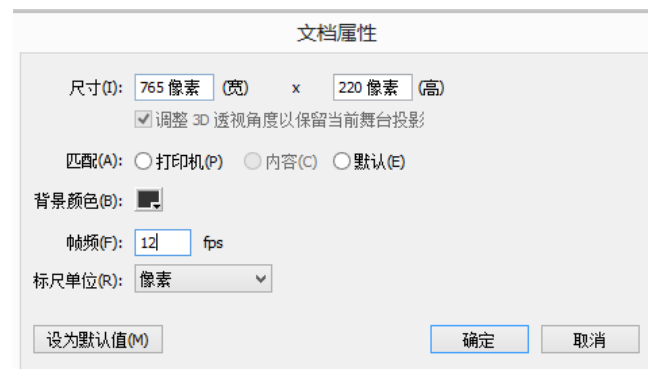 文档属性
尺寸(I): 765 像素 (宽) x 220 像素 (高)
调整 3D 透视角度以保留当前舞台投影
匹配(A): 打印机(P) 内容(C) 默认(E)
背景颜色(B):
帧频(F): 12 fps
标尺单位(R): 像素
设为默认值(M) 确定 取消